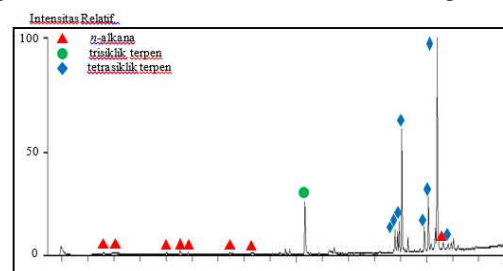 Intensitas Relatif
100
n-alkana
trisiklik terpen
tetrasiklik terpen
50
0